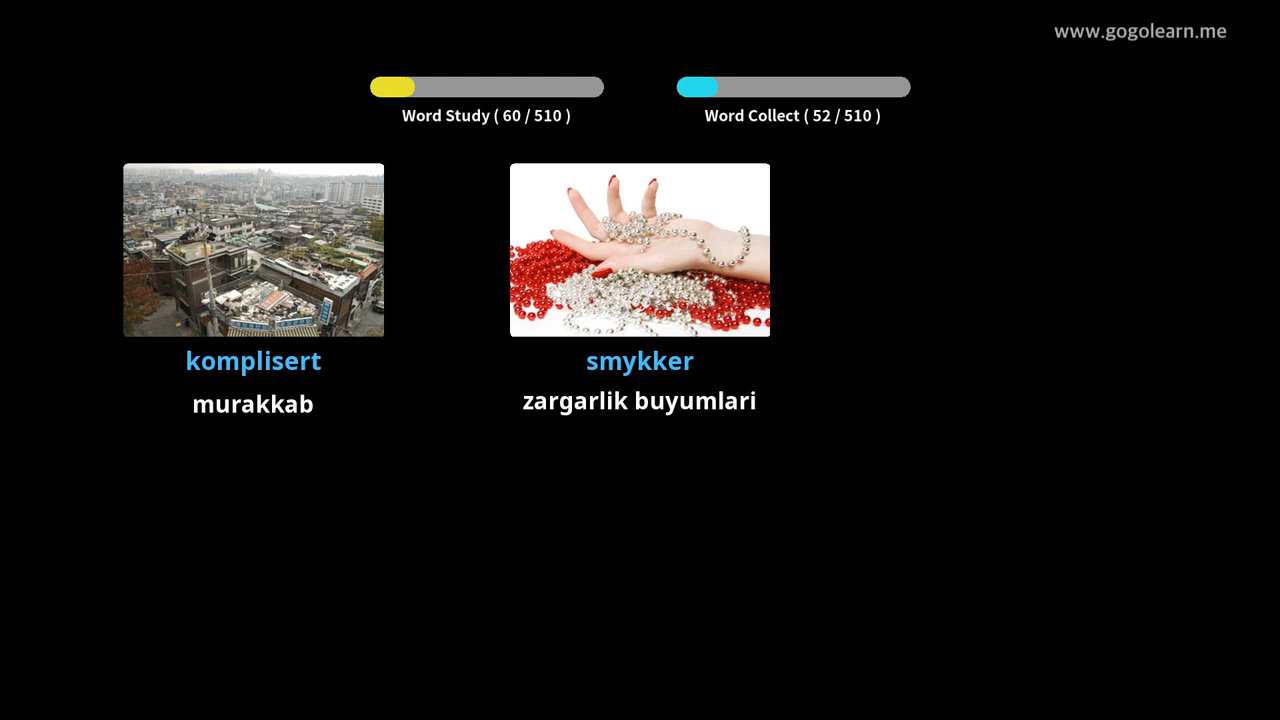 www.gogolearn.me
Word Study ( 60 / 510 )
Word Collect ( 52 / 510 )
komplisert
murakkab
smykker
zargarlik buyumlari